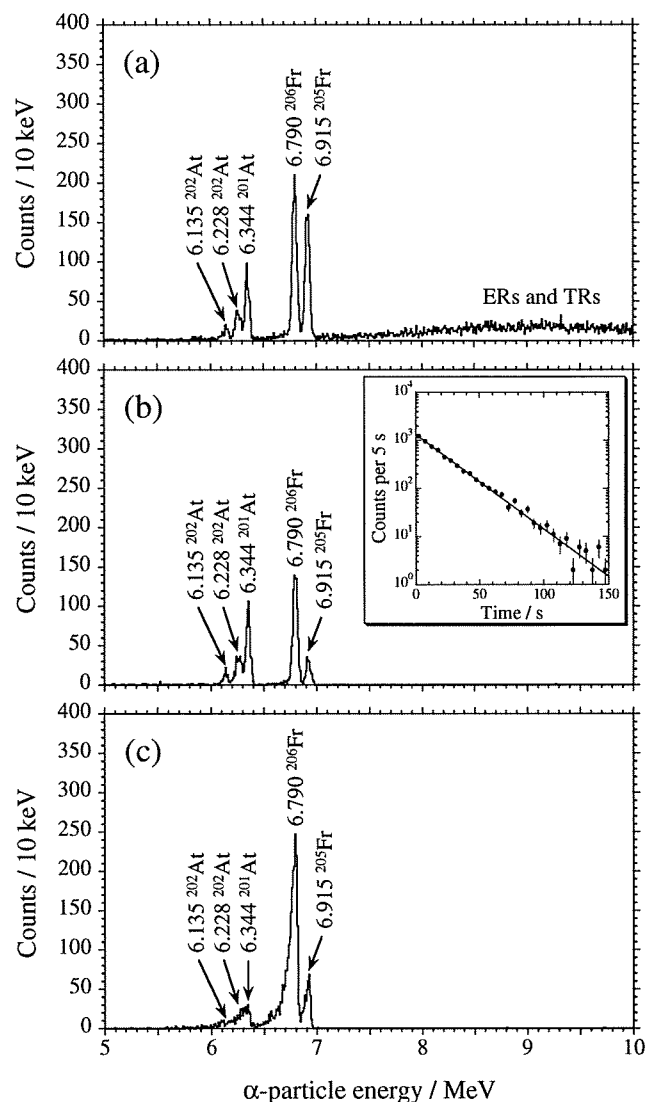 (a)
Counts / 10 keV
400
350
300
250
200
150
100
50
0
6.135 ²⁰²At
6.228 ²⁰²At
6.344 ²⁰¹At
6.790 ²⁰⁶Fr
6.915 ²⁰⁵Fr
ERs and TRs
(b)
Counts / 10 keV
400
350
300
250
200
150
100
50
0
6.135 ²⁰²At
6.228 ²⁰²At
6.344 ²⁰¹At
6.790 ²⁰⁶Fr
6.915 ²⁰⁵Fr
Counts per 5 s
10⁴
10³
10²
10¹
10⁰
0 50 100 150
Time / s
(c)
Counts / 10 keV
400
350
300
250
200
150
100
50
0
6.135 ²⁰²At
6.228 ²⁰²At
6.344 ²⁰¹At
6.790 ²⁰⁶Fr
6.915 ²⁰⁵Fr
5 6 7 8 9 10
α-particle energy / MeV